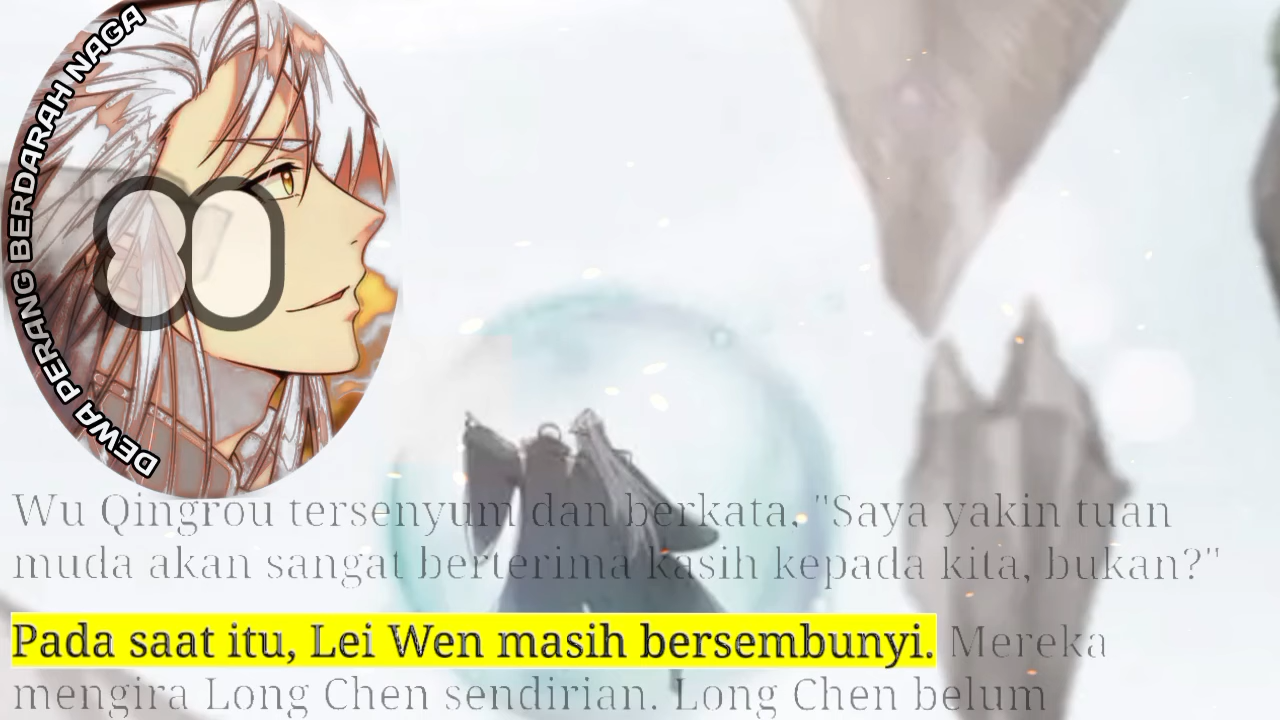 DEWA PERANG BERDARAH NAGA
80
Wu Qingrou tersenyum dan berkata, "Saya yakin tuan
muda akan sangat berterima kasih kepada kita, bukan?"
Pada saat itu, Lei Wen masih bersembunyi. Mereka
mengira Long Chen sendirian. Long Chen belum